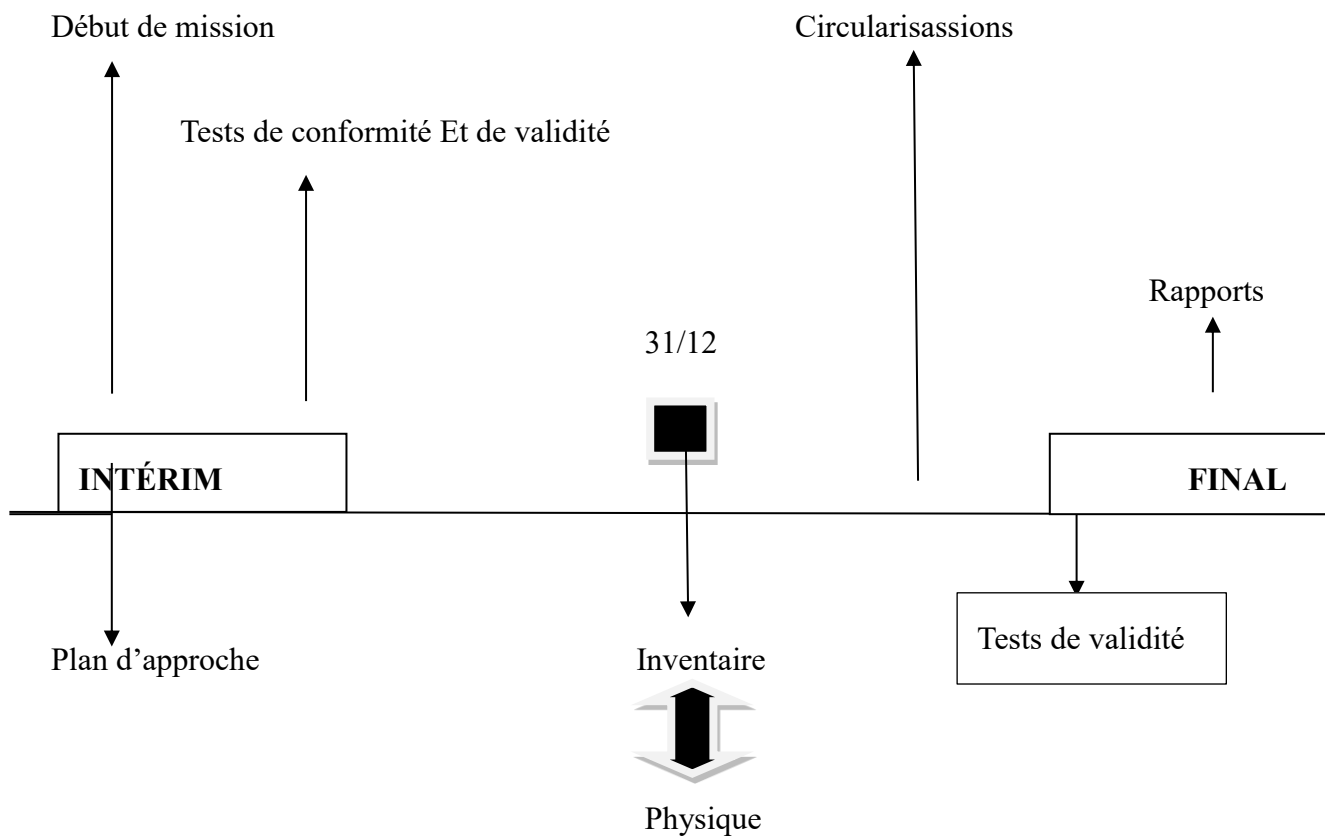 Début de mission
Circularisassions
Tests de conformité Et de validité
Rapports
31/12
INTÉRIM
FINAL
Plan d’approche
Inventaire
Tests de validité
Physique